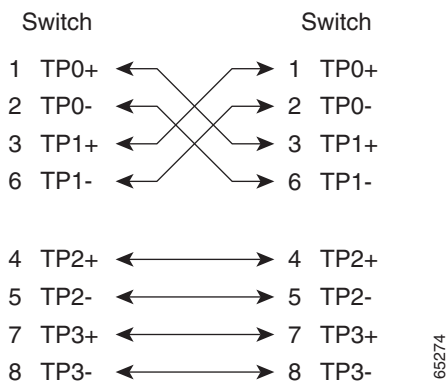 Switch Switch
1 TP0+ 1 TP0+
2 TP0- 2 TP0-
3 TP1+ 3 TP1+
6 TP1- 6 TP1-
4 TP2+ 4 TP2+
5 TP2- 5 TP2-
7 TP3+ 7 TP3+
8 TP3- 8 TP3-
65274